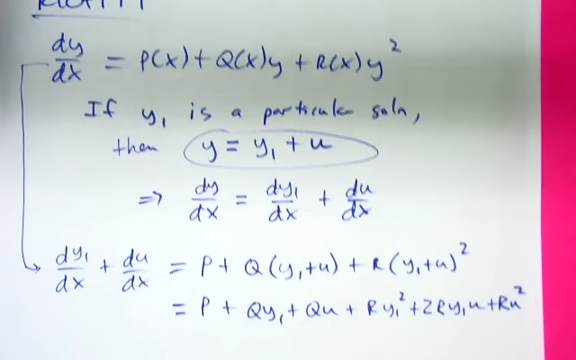 dy/dx = P(x) + Q(x)y + R(x)y²
If y₁ is a particular soln,
then y = y₁ + u
⇒ dy/dx = dy₁/dx + du/dx
dy₁/dx + du/dx = P + Q(y₁+u) + R(y₁+u)²
= P + Qy₁ + Qu + Ry₁² + 2Ry₁u + Ru²